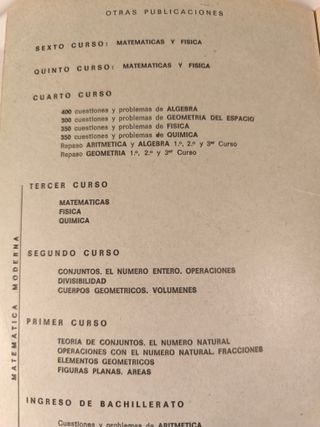 OTRAS PUBLICACIONES
SEXTO CURSO: MATEMATICAS Y FISICA
QUINTO CURSO: MATEMATICAS Y FISICA
CUARTO CURSO
400 cuestiones y problemas de ALGEBRA
300 cuestiones y problemas de GEOMETRIA DEL ESPACIO
350 cuestiones y problemas de FISICA
350 cuestiones y problemas de QUIMICA
Repaso ARITMETICA y ALGEBRA 1.º, 2.º y 3er Curso
Repaso GEOMETRIA 1.º, 2.º y 3er Curso
TERCER CURSO
MATEMATICAS
FISICA
QUIMICA
SEGUNDO CURSO
CONJUNTOS. EL NUMERO ENTERO. OPERACIONES
DIVISIBILIDAD
CUERPOS GEOMETRICOS. VOLUMENES
PRIMER CURSO
TEORIA DE CONJUNTOS. EL NUMERO NATURAL
OPERACIONES CON EL NUMERO NATURAL. FRACCIONES
ELEMENTOS GEOMETRICOS
FIGURAS PLANAS. AREAS
MATEMATICA MODERNA
INGRESO DE BACHILLERATO
Cuestiones y problemas de ARITMETICA